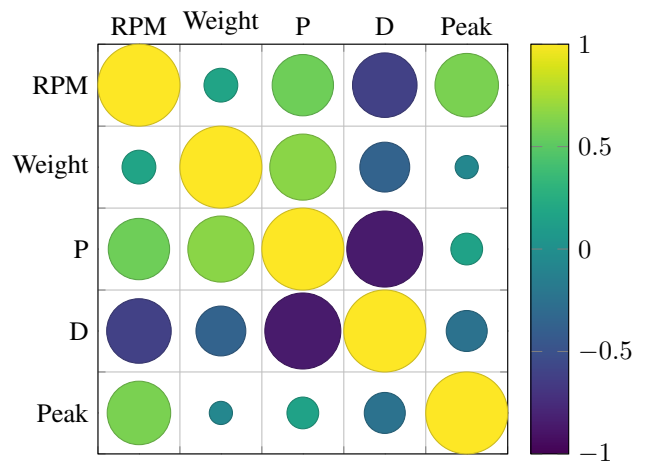 RPM Weight P D Peak
RPM
Weight
P
D
Peak
1
0.5
0
−0.5
−1